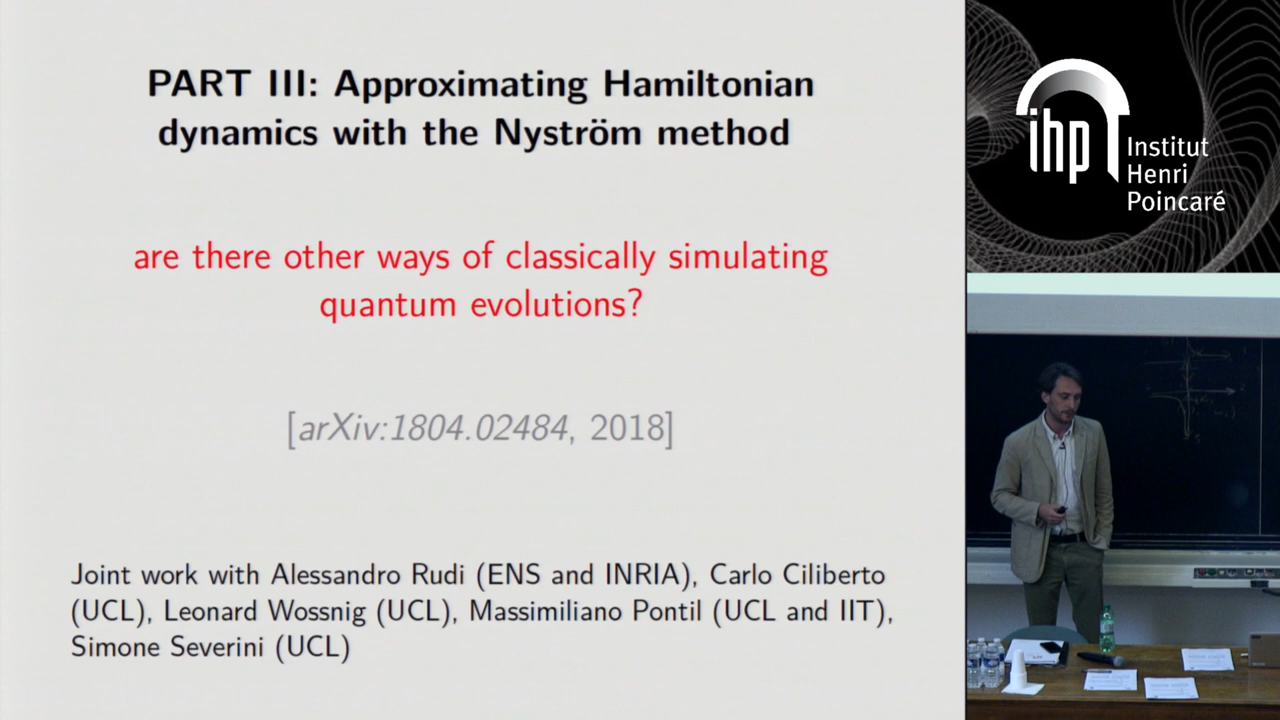 PART III: Approximating Hamiltonian
dynamics with the Nyström method
are there other ways of classically simulating
quantum evolutions?
[arXiv:1804.02484, 2018]
Joint work with Alessandro Rudi (ENS and INRIA), Carlo Ciliberto
(UCL), Leonard Wossnig (UCL), Massimiliano Pontil (UCL and IIT),
Simone Severini (UCL)
ihp Institut
Henri
Poincaré